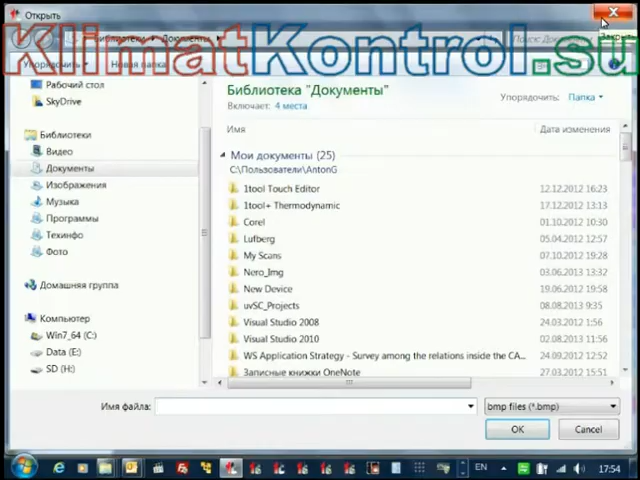 Открыть
Закрыть
Библиотеки
Документы
Поиск: Документы
KlimatKontrol.su
Упорядочить
Новая папка
Рабочий стол
SkyDrive
Библиотеки
Видео
Документы
Изображения
Музыка
Программы
Техинфо
Фото
Домашняя группа
Компьютер
Win7_64 (C:)
Data (E:)
SD (H:)
Библиотека "Документы"
Включает: 4 места
Упорядочить: Папка
Имя Дата изменения
Мои документы (25)
C:\Пользователи\AntonG
1tool Touch Editor 12.12.2012 16:23
1tool+ Thermodynamic 17.12.2012 13:13
Corel 01.10.2012 10:30
Lufberg 05.04.2013 12:57
My Scans 07.10.2012 19:28
Nero_Img 03.06.2013 13:32
New Device 19.06.2012 19:58
uvSC_Projects 08.08.2013 9:35
Visual Studio 2008 24.03.2012 1:56
Visual Studio 2010 02.08.2013 11:56
WS Application Strategy - Survey among the relations inside the CA... 24.09.2012 12:52
Записные книжки OneNote 27.03.2012 15:51
Имя файла:
bmp files (*.bmp)
OK
Cancel
EN
17:54